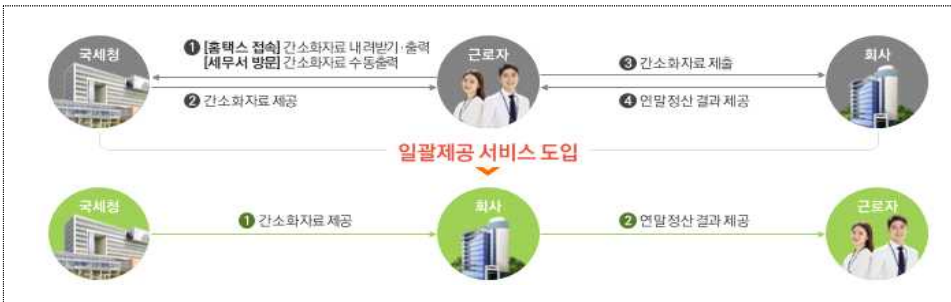 국세청
❶ [홈택스 접속] 간소화자료 내려받기·출력
[세무서 방문] 간소화자료 수동출력
❷ 간소화자료 제공
근로자
❸ 간소화자료 제출
❹ 연말정산 결과 제공
회사
일괄제공 서비스 도입
국세청
❶ 간소화자료 제공
회사
❷ 연말정산 결과 제공
근로자